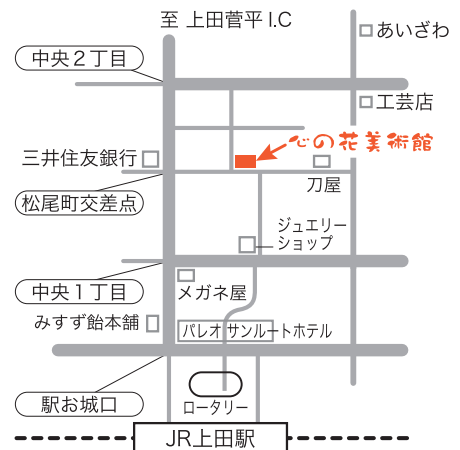 至 上田菅平 I.C
あいざわ
中央２丁目
工芸店
心の花美術館
三井住友銀行
刀屋
松尾町交差点
ジュエリー
ショップ
中央１丁目
メガネ屋
みすず飴本舗
パレオ サンルートホテル
駅お城口
ロータリー
JR上田駅